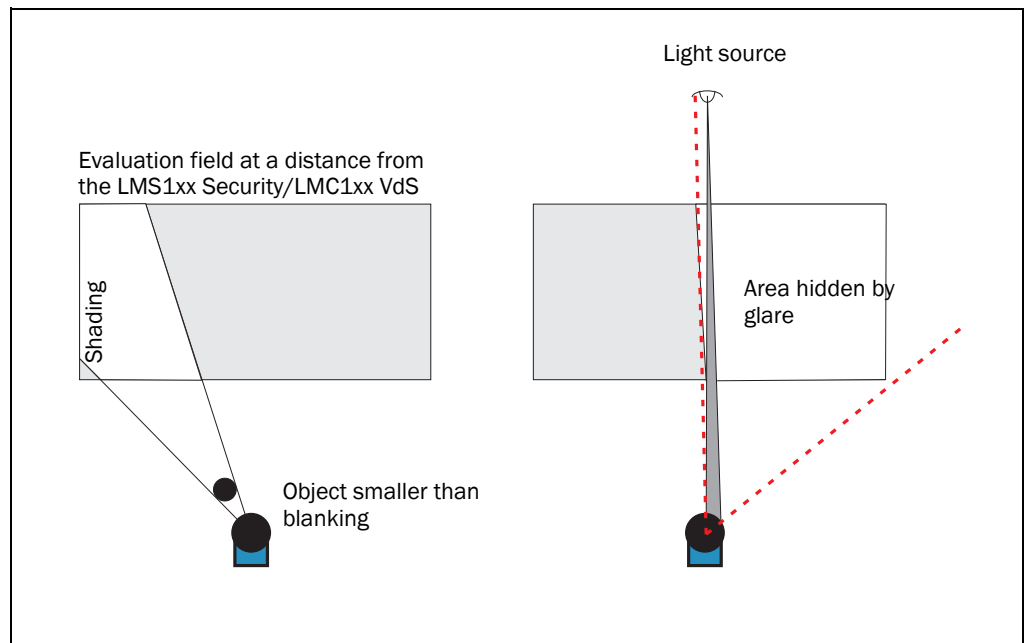 Light source
Evaluation field at a distance from
the LMS1xx Security/LMC1xx VdS
Shading
Area hidden by
glare
Object smaller than
blanking